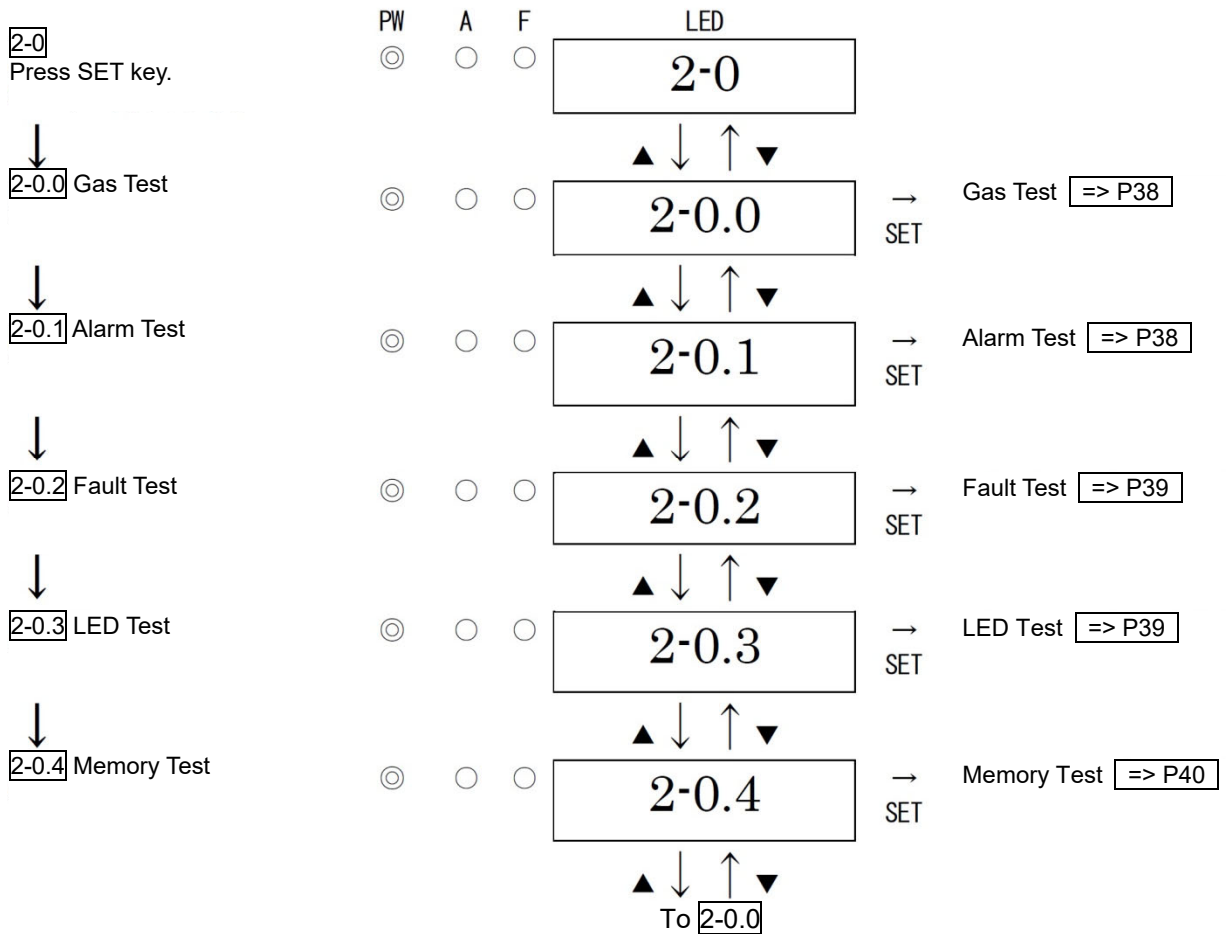 PW A F LED
2-0
Press SET key.
2-0
▲ ↓ ↑ ▼
↓
2-0.0 Gas Test
2-0.0
→ SET
Gas Test => P38
▲ ↓ ↑ ▼
↓
2-0.1 Alarm Test
2-0.1
→ SET
Alarm Test => P38
▲ ↓ ↑ ▼
↓
2-0.2 Fault Test
2-0.2
→ SET
Fault Test => P39
▲ ↓ ↑ ▼
↓
2-0.3 LED Test
2-0.3
→ SET
LED Test => P39
▲ ↓ ↑ ▼
↓
2-0.4 Memory Test
2-0.4
→ SET
Memory Test => P40
▲ ↓ ↑ ▼
To 2-0.0